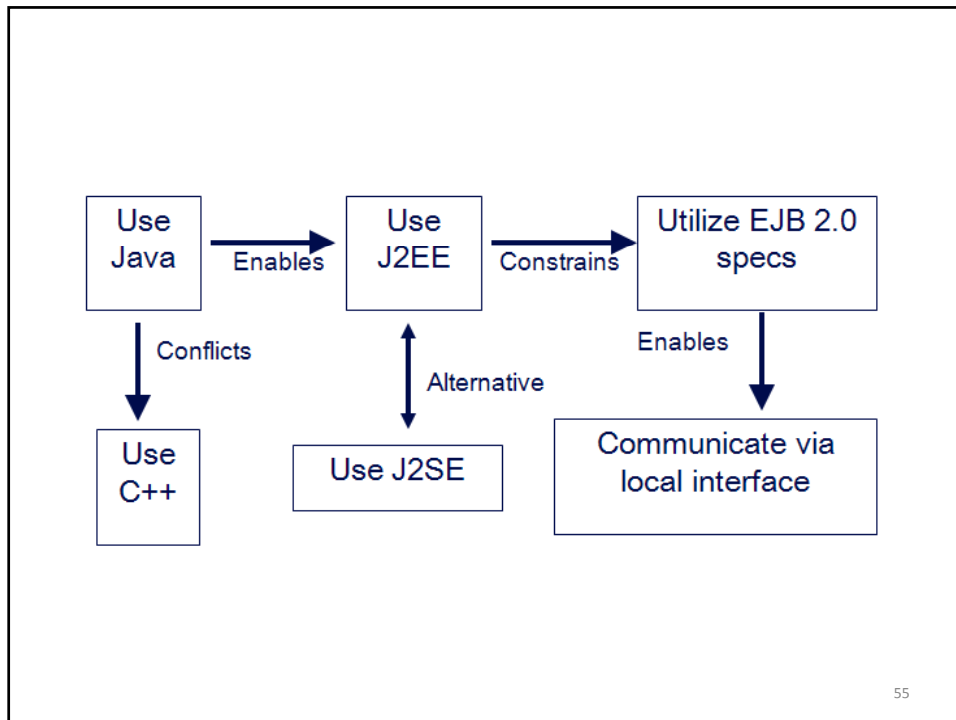 Use
Java
Enables
Use
J2EE
Constrains
Utilize EJB 2.0
specs
Conflicts
Alternative
Enables
Use
C++
Use J2SE
Communicate via
local interface
55